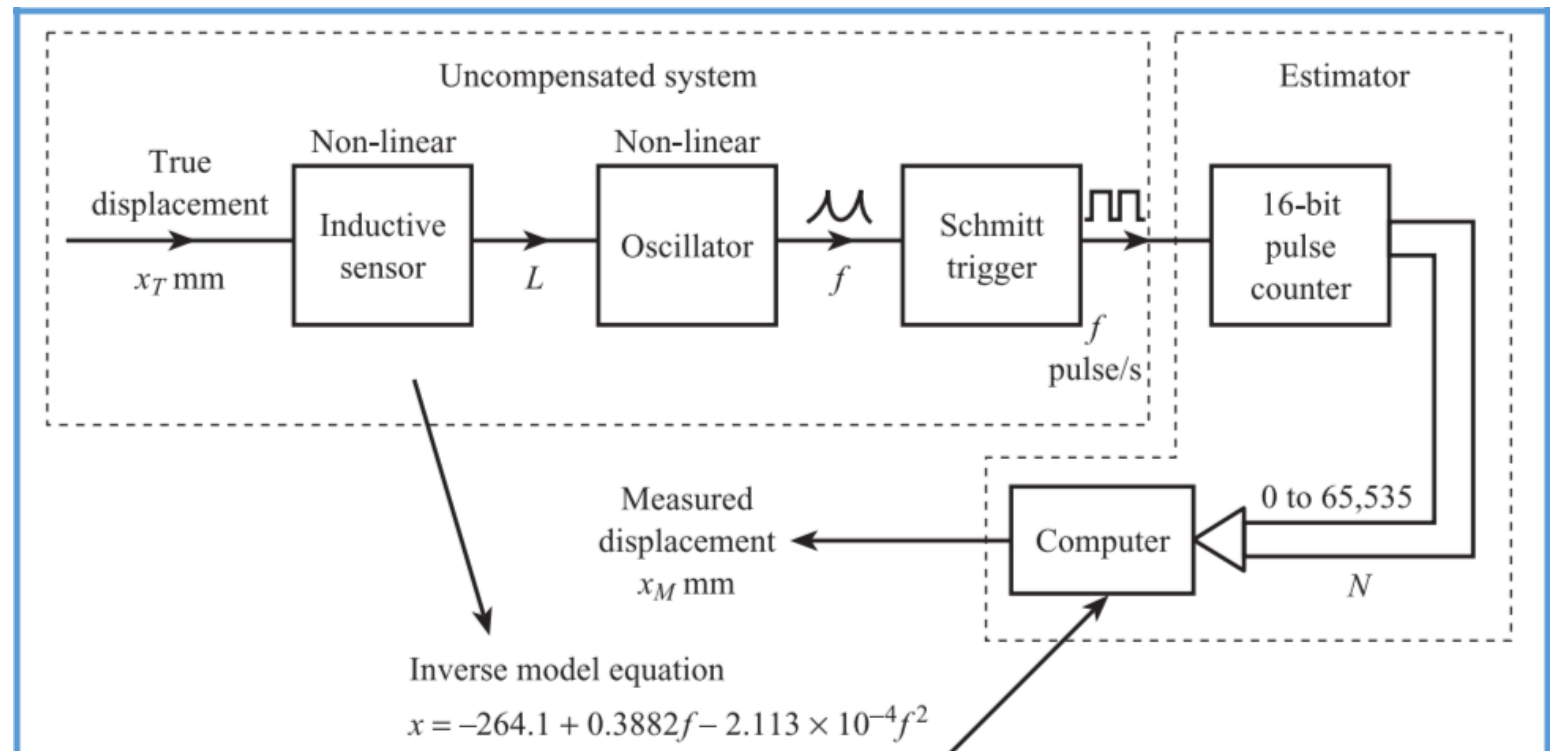 Uncompensated system
Estimator
Non-linear
Non-linear
True
displacement
x_T mm
Inductive
sensor
L
Oscillator
f
Schmitt
trigger
f
pulse/s
16-bit
pulse
counter
0 to 65,535
N
Computer
Measured
displacement
x_M mm
Inverse model equation
x = –264.1 + 0.3882f – 2.113 × 10⁻⁴f²